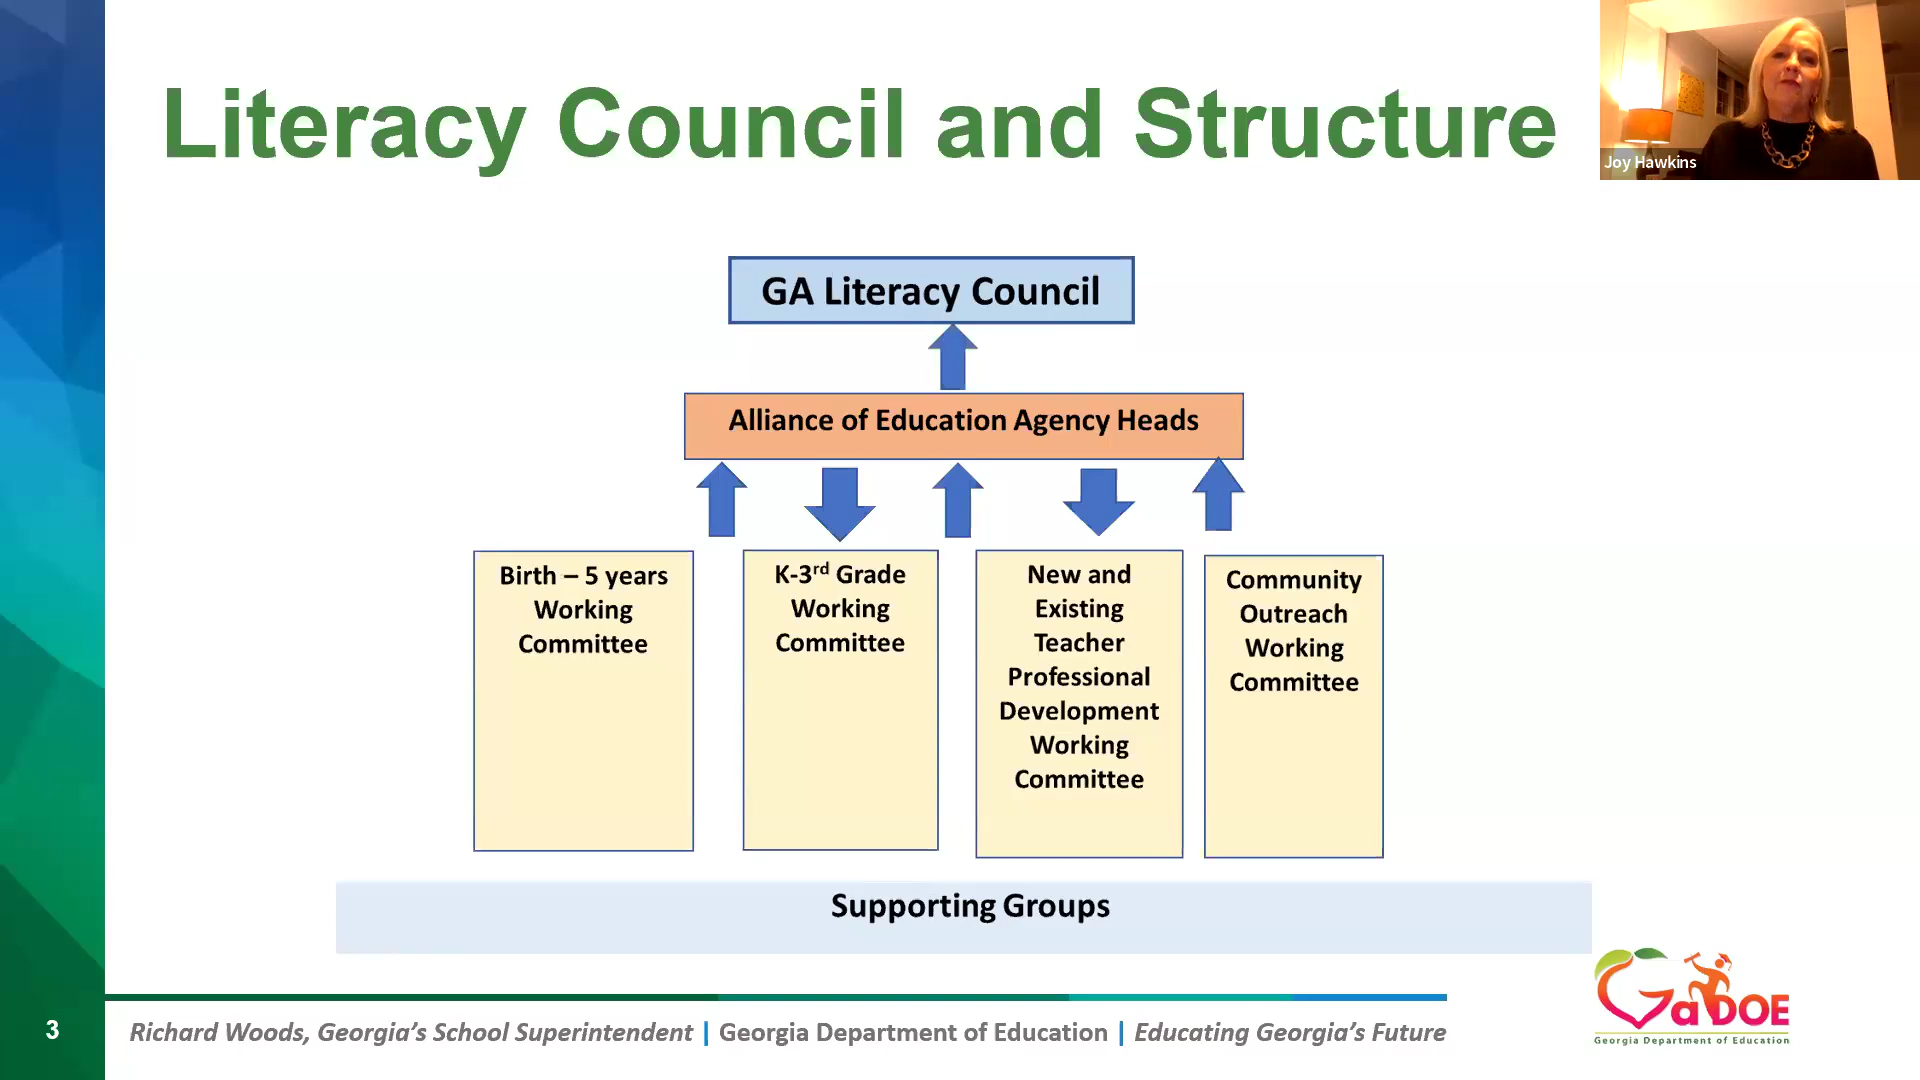 Literacy Council and Structure
Joy Hawkins
GA Literacy Council
Alliance of Education Agency Heads
Birth – 5 years
Working
Committee
K-3rd Grade
Working
Committee
New and
Existing
Teacher
Professional
Development
Working
Committee
Community
Outreach
Working
Committee
Supporting Groups
GaDOE
Georgia Department of Education
3
Richard Woods, Georgia’s School Superintendent | Georgia Department of Education | Educating Georgia’s Future